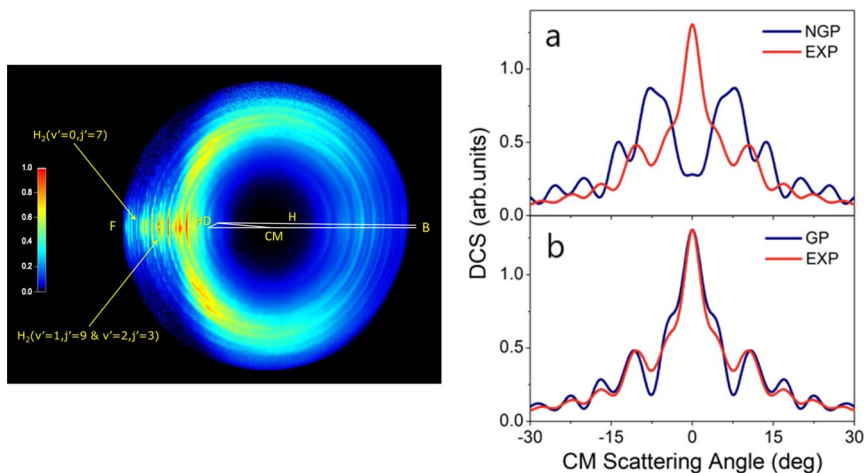 H₂(v'=0,j'=7)
1.0
0.8
0.6
0.4
0.2
0.0
F
HD
H
CM
B
H₂(v'=1,j'=9 & v'=2,j'=3)
a
NGP
EXP
1.0
0.5
0.0
b
GP
EXP
1.0
0.5
0.0
DCS (arb.units)
-30
-15
0
15
30
CM Scattering Angle (deg)